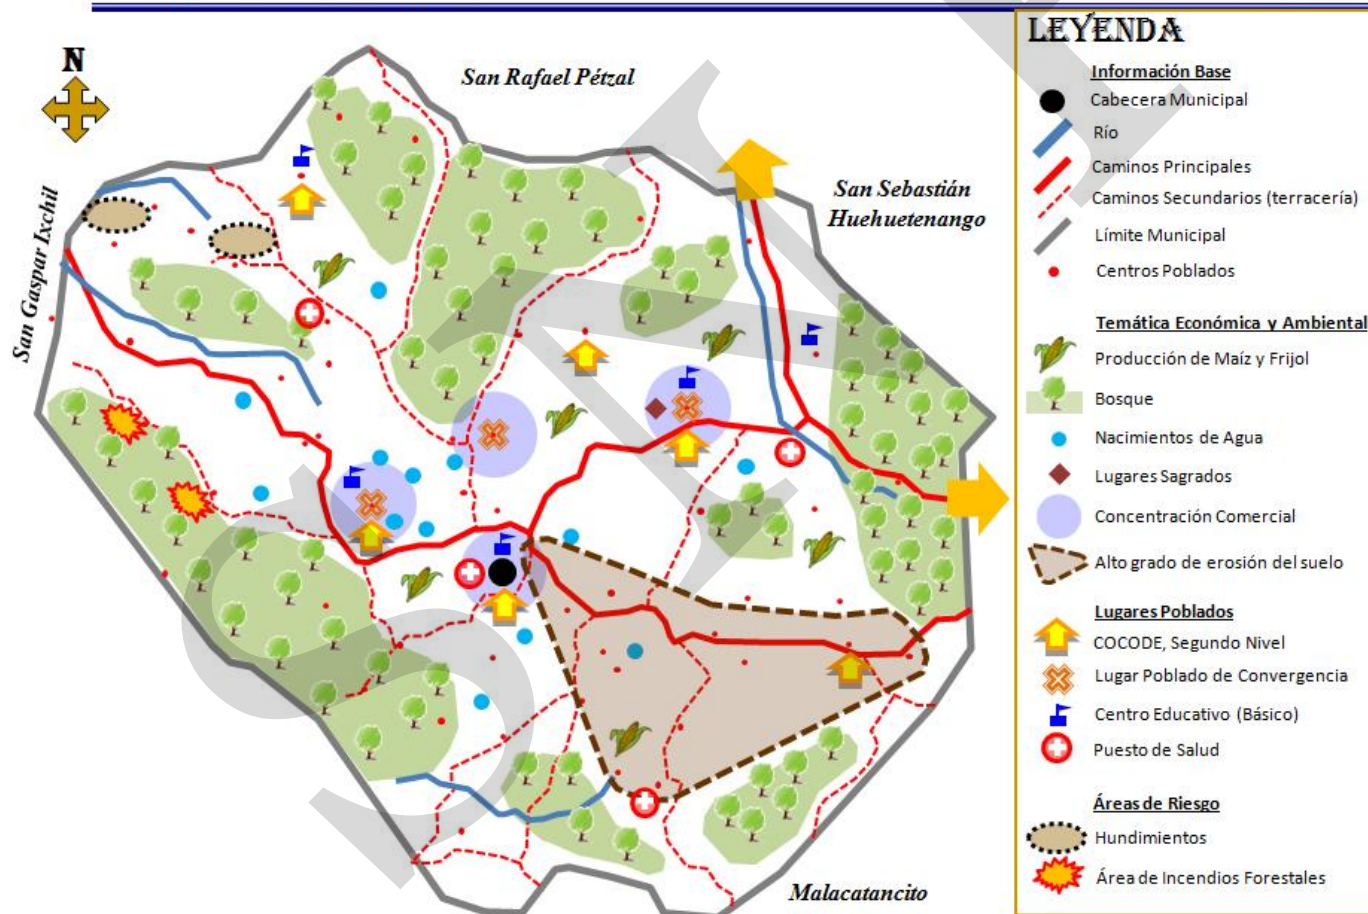 N
San Rafael Pétzal
San Sebastián
Huehuetenango
San Gaspar Ixchil
Malacatancito
LEYENDA
Información Base
Cabecera Municipal
Río
Caminos Principales
Caminos Secundarios (terracería)
Límite Municipal
Centros Poblados
Temática Económica y Ambiental
Producción de Maíz y Frijol
Bosque
Nacimientos de Agua
Lugares Sagrados
Concentración Comercial
Alto grado de erosión del suelo
Lugares Poblados
COCODE, Segundo Nivel
Lugar Poblado de Convergencia
Centro Educativo (Básico)
Puesto de Salud
Áreas de Riesgo
Hundimientos
Área de Incendios Forestales